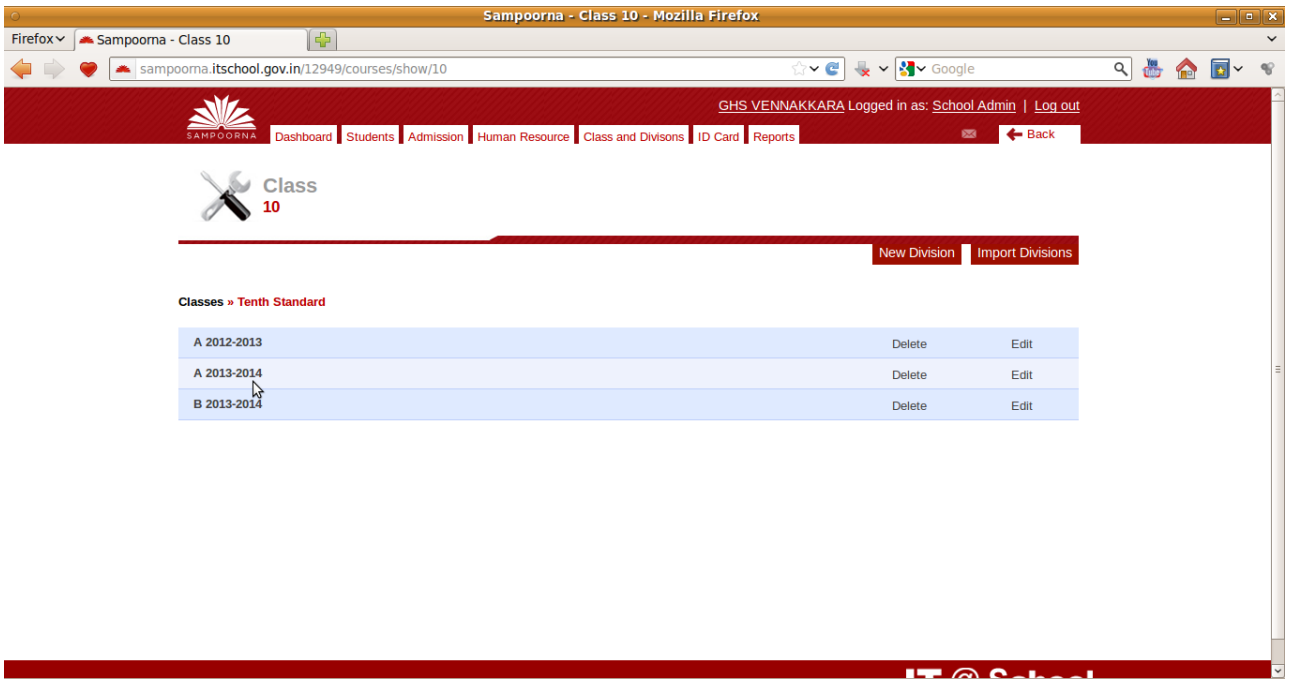 Sampoorna - Class 10 - Mozilla Firefox
Firefox Sampoorna - Class 10
sampoorna.itschool.gov.in/12949/courses/show/10 Google
GHS VENNAKKARA Logged in as: School Admin | Log out
SAMPOORNA Dashboard Students Admission Human Resource Class and Divisons ID Card Reports Back
Class
10
New Division Import Divisions
Classes » Tenth Standard
A 2012-2013 Delete Edit
A 2013-2014 Delete Edit
B 2013-2014 Delete Edit
IT @ School